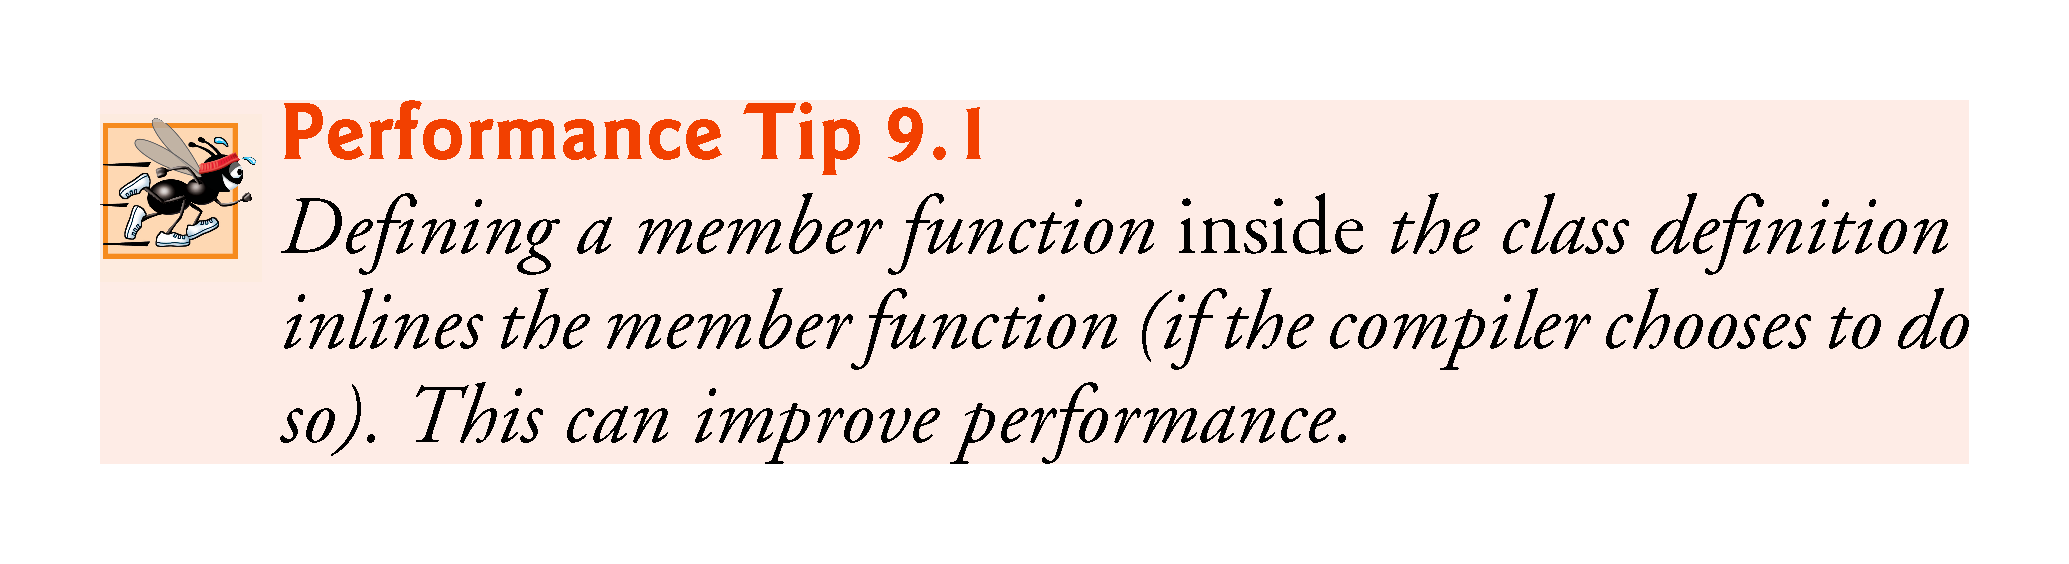 Performance Tip 9.1
Defining a member function inside the class definition
inlines the member function (if the compiler chooses to do
so). This can improve performance.